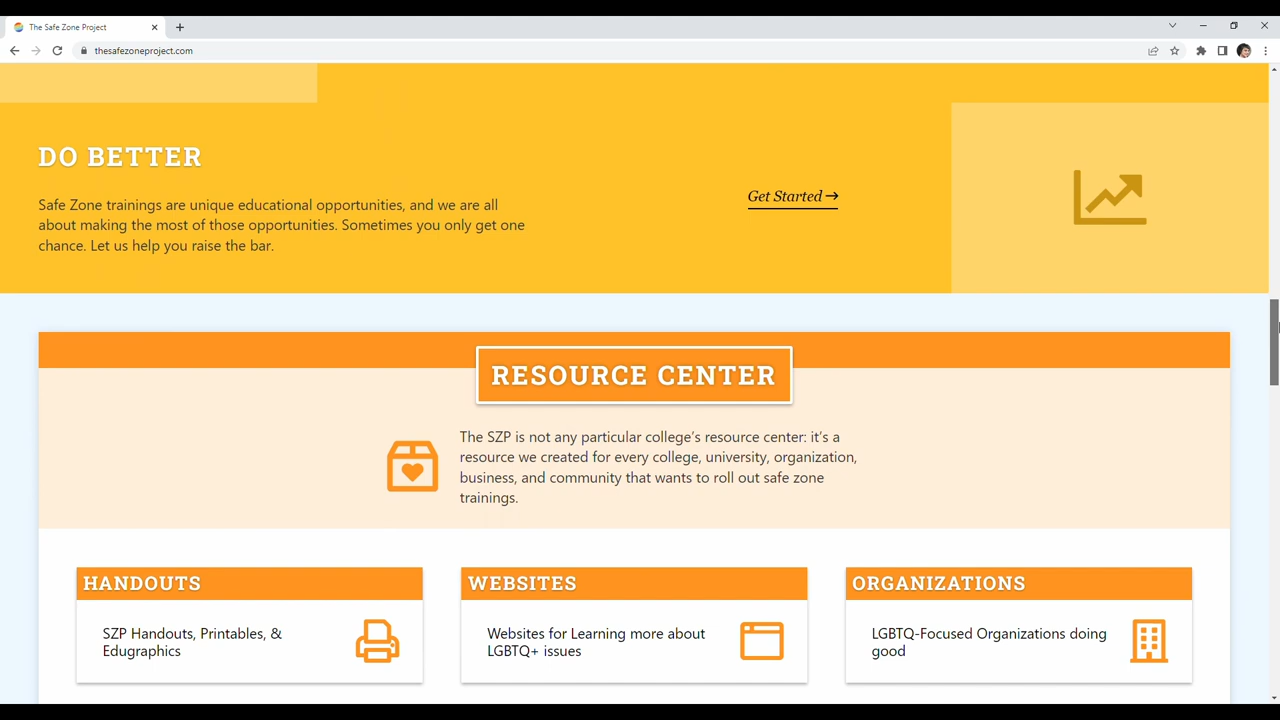 The Safe Zone Project
thesafezoneproject.com
DO BETTER
Safe Zone trainings are unique educational opportunities, and we are all
about making the most of those opportunities. Sometimes you only get one
chance. Let us help you raise the bar.
Get Started →
RESOURCE CENTER
The SZP is not any particular college's resource center: it's a
resource we created for every college, university, organization,
business, and community that wants to roll out safe zone
trainings.
HANDOUTS
SZP Handouts, Printables, &
Edugraphics
WEBSITES
Websites for Learning more about
LGBTQ+ issues
ORGANIZATIONS
LGBTQ-Focused Organizations doing
good